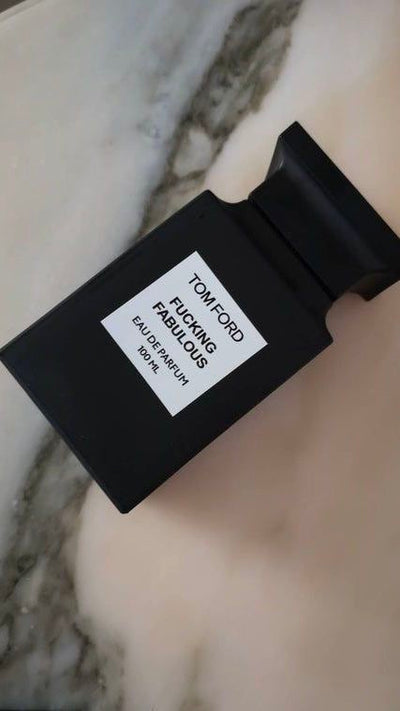 TOM FORD
FUCKING
FABULOUS
EAU DE PARFUM
100 ML